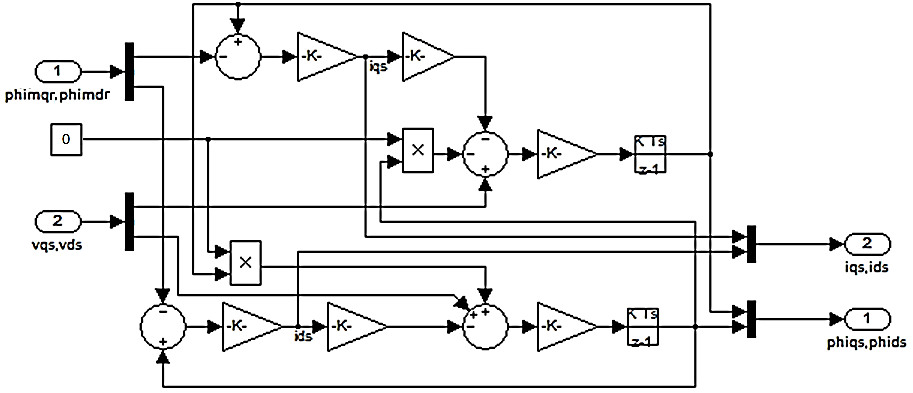 -K-
-K-
iqs
1
phimqr,phimdr
0
×
-K-
K Ts
z-1
2
vqs,vds
×
2
iqs,ids
-K-
-K-
ids
-K-
K Ts
z-1
1
phiqs,phids